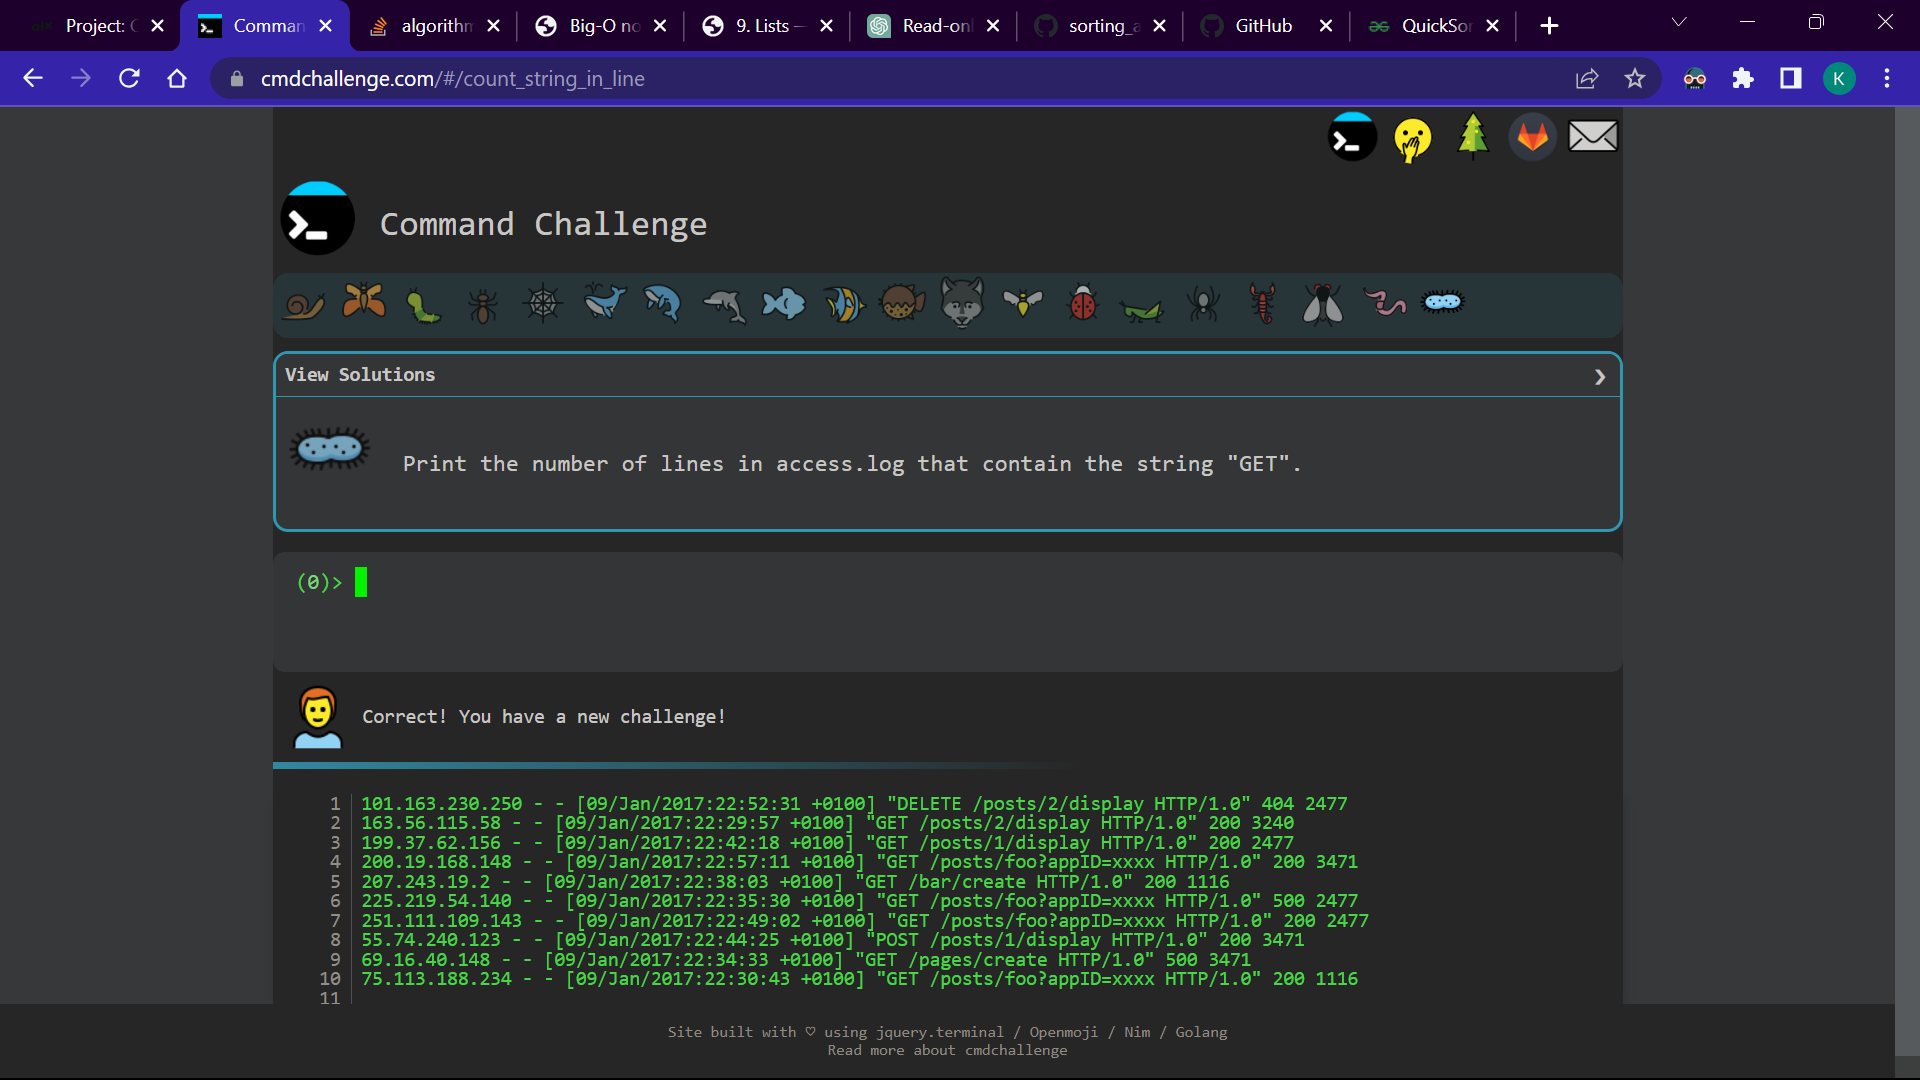 Project: C
Comman
algorithm
Big-O no
9. Lists —
Read-onl
sorting_a
GitHub
QuickSor
cmdchallenge.com/#/count_string_in_line
K
Command Challenge
View Solutions
Print the number of lines in access.log that contain the string "GET".
(0)>
Correct! You have a new challenge!
1 101.163.230.250 - - [09/Jan/2017:22:52:31 +0100] "DELETE /posts/2/display HTTP/1.0" 404 2477
2 163.56.115.58 - - [09/Jan/2017:22:29:57 +0100] "GET /posts/2/display HTTP/1.0" 200 3240
3 199.37.62.156 - - [09/Jan/2017:22:42:18 +0100] "GET /posts/1/display HTTP/1.0" 200 2477
4 200.19.168.148 - - [09/Jan/2017:22:57:11 +0100] "GET /posts/foo?appID=xxxx HTTP/1.0" 200 3471
5 207.243.19.2 - - [09/Jan/2017:22:38:03 +0100] "GET /bar/create HTTP/1.0" 200 1116
6 225.219.54.140 - - [09/Jan/2017:22:35:30 +0100] "GET /posts/foo?appID=xxxx HTTP/1.0" 500 2477
7 251.111.109.143 - - [09/Jan/2017:22:49:02 +0100] "GET /posts/foo?appID=xxxx HTTP/1.0" 200 2477
8 55.74.240.123 - - [09/Jan/2017:22:44:25 +0100] "POST /posts/1/display HTTP/1.0" 200 3471
9 69.16.40.148 - - [09/Jan/2017:22:34:33 +0100] "GET /pages/create HTTP/1.0" 500 3471
10 75.113.188.234 - - [09/Jan/2017:22:30:43 +0100] "GET /posts/foo?appID=xxxx HTTP/1.0" 200 1116
11
Site built with ♡ using jquery.terminal / Openmoji / Nim / Golang
Read more about cmdchallenge